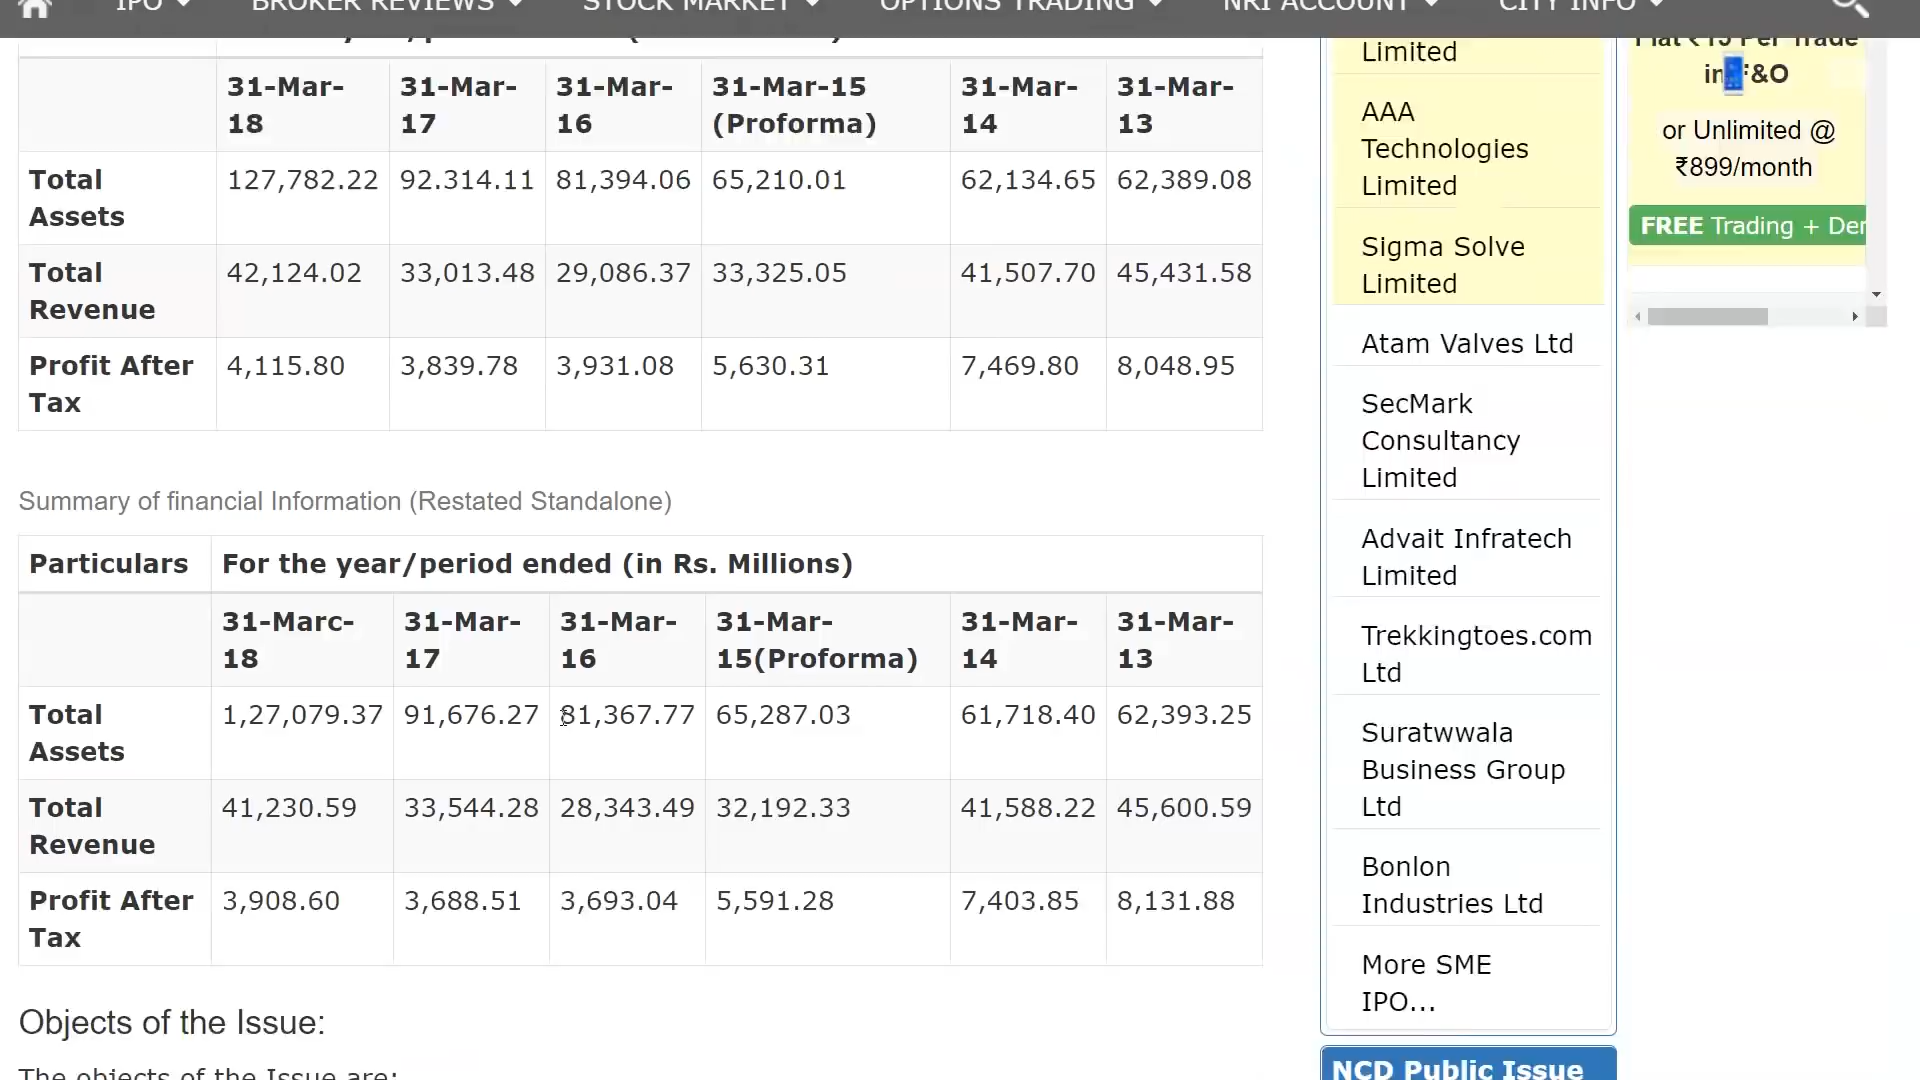 IPO BROKER REVIEWS STOCK MARKET OPTIONS TRADING NRI ACCOUNT CITY INFO
31-Mar-18 31-Mar-17 31-Mar-16 31-Mar-15 (Proforma) 31-Mar-14 31-Mar-13
Total Assets 127,782.22 92.314.11 81,394.06 65,210.01 62,134.65 62,389.08
Total Revenue 42,124.02 33,013.48 29,086.37 33,325.05 41,507.70 45,431.58
Profit After Tax 4,115.80 3,839.78 3,931.08 5,630.31 7,469.80 8,048.95
Summary of financial Information (Restated Standalone)
Particulars For the year/period ended (in Rs. Millions)
31-Marc-18 31-Mar-17 31-Mar-16 31-Mar-15(Proforma) 31-Mar-14 31-Mar-13
Total Assets 1,27,079.37 91,676.27 81,367.77 65,287.03 61,718.40 62,393.25
Total Revenue 41,230.59 33,544.28 28,343.49 32,192.33 41,588.22 45,600.59
Profit After Tax 3,908.60 3,688.51 3,693.04 5,591.28 7,403.85 8,131.88
Objects of the Issue:
The objects of the Issue are:
Limited
AAA
Technologies
Limited
Sigma Solve
Limited
Atam Valves Ltd
SecMark
Consultancy
Limited
Advait Infratech
Limited
Trekkingtoes.com
Ltd
Suratwwala
Business Group
Ltd
Bonlon
Industries Ltd
More SME
IPO...
NCD Public Issue
Flat ₹15 Per Trade
in F&O
or Unlimited @
₹899/month
FREE Trading + Der